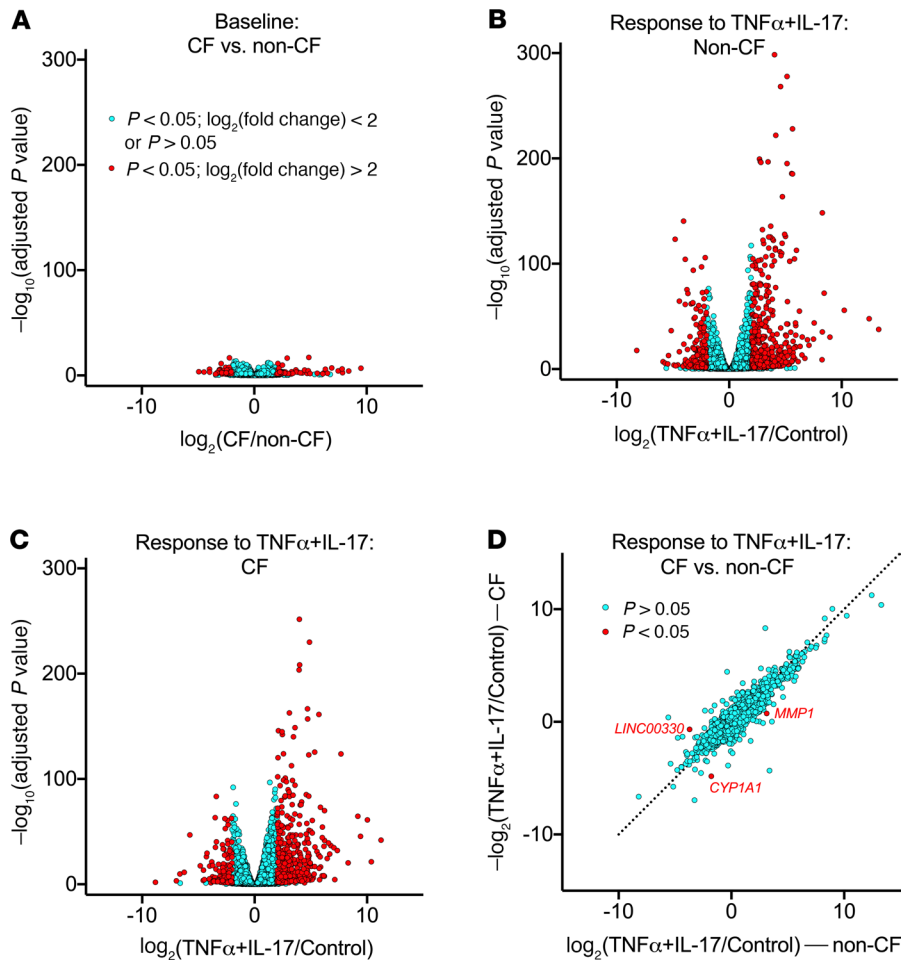 A
Baseline:
CF vs. non-CF
300
200
100
0
–log₁₀(adjusted P value)
P < 0.05; log₂(fold change) < 2
or P > 0.05
P < 0.05; log₂(fold change) > 2
-10 0 10
log₂(CF/non-CF)
B
Response to TNFα+IL-17:
Non-CF
300
200
100
0
–log₁₀(adjusted P value)
-10 0 10
log₂(TNFα+IL-17/Control)
C
Response to TNFα+IL-17:
CF
300
200
100
0
–log₁₀(adjusted P value)
-10 0 10
log₂(TNFα+IL-17/Control)
D
Response to TNFα+IL-17:
CF vs. non-CF
P > 0.05
P < 0.05
10
0
-10
–log₂(TNFα+IL-17/Control) — CF
LINC00330
MMP1
CYP1A1
-10 0 10
log₂(TNFα+IL-17/Control) — non-CF